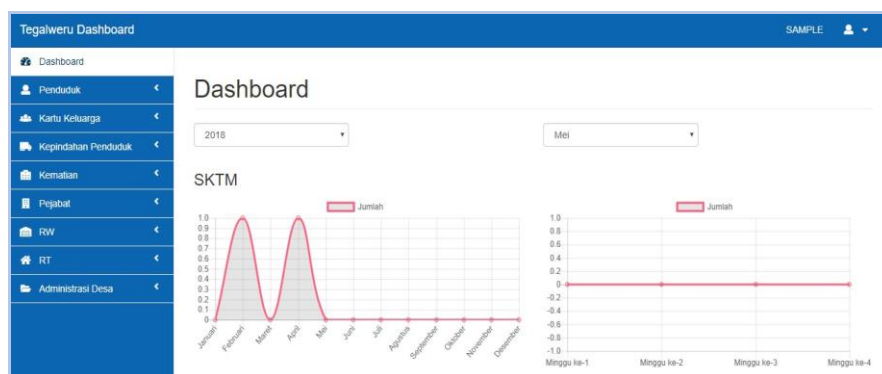 Tegalweru Dashboard
SAMPLE
Dashboard
Penduduk
Kartu Keluarga
Kepindahan Penduduk
Kematian
Pejabat
RW
RT
Administrasi Desa
Dashboard
2018
Mei
SKTM
Jumlah
1.0
0.9
0.8
0.7
0.6
0.5
0.4
0.3
0.2
0.1
0
Januari
Februari
Maret
April
Mei
Juni
Juli
Agustus
September
Oktober
November
Desember
Jumlah
1.0
0.8
0.6
0.4
0.2
0
-0.2
-0.4
-0.6
-0.8
-1.0
Minggu ke-1
Minggu ke-2
Minggu ke-3
Minggu ke-4